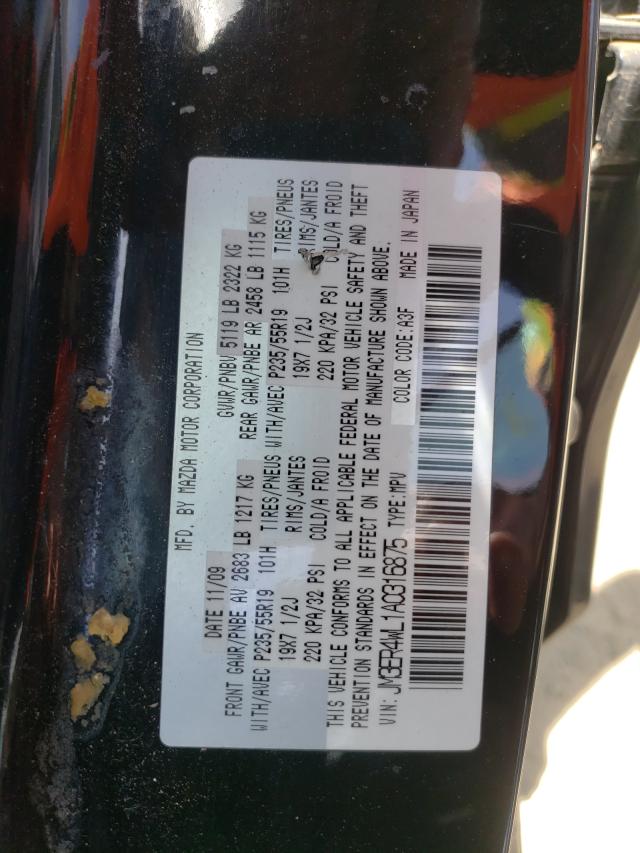 MFD. BY MAZDA MOTOR CORPORATION
DATE 11/09 GVWR/PNBV 5119 LB 2322 KG
FRONT GAWR/PNBE AV 2683 LB 1217 KG REAR GAWR/PNBE AR 2458 LB 1115 KG
WITH/AVEC P235/55R19 101H TIRES/PNEUS WITH/AVEC P235/55R19 101H TIRES/PNEUS
19X7 1/2J RIMS/JANTES 19X7 1/2J RIMS/JANTES
220 KPA/32 PSI COLD/A FROID 220 KPA/32 PSI COLD/A FROID
THIS VEHICLE CONFORMS TO ALL APPLICABLE FEDERAL MOTOR VEHICLE SAFETY AND THEFT
PREVENTION STANDARDS IN EFFECT ON THE DATE OF MANUFACTURE SHOWN ABOVE.
VIN: JM3ER4WL1A0316875 TYPE:MPV COLOR CODE:A3F MADE IN JAPAN